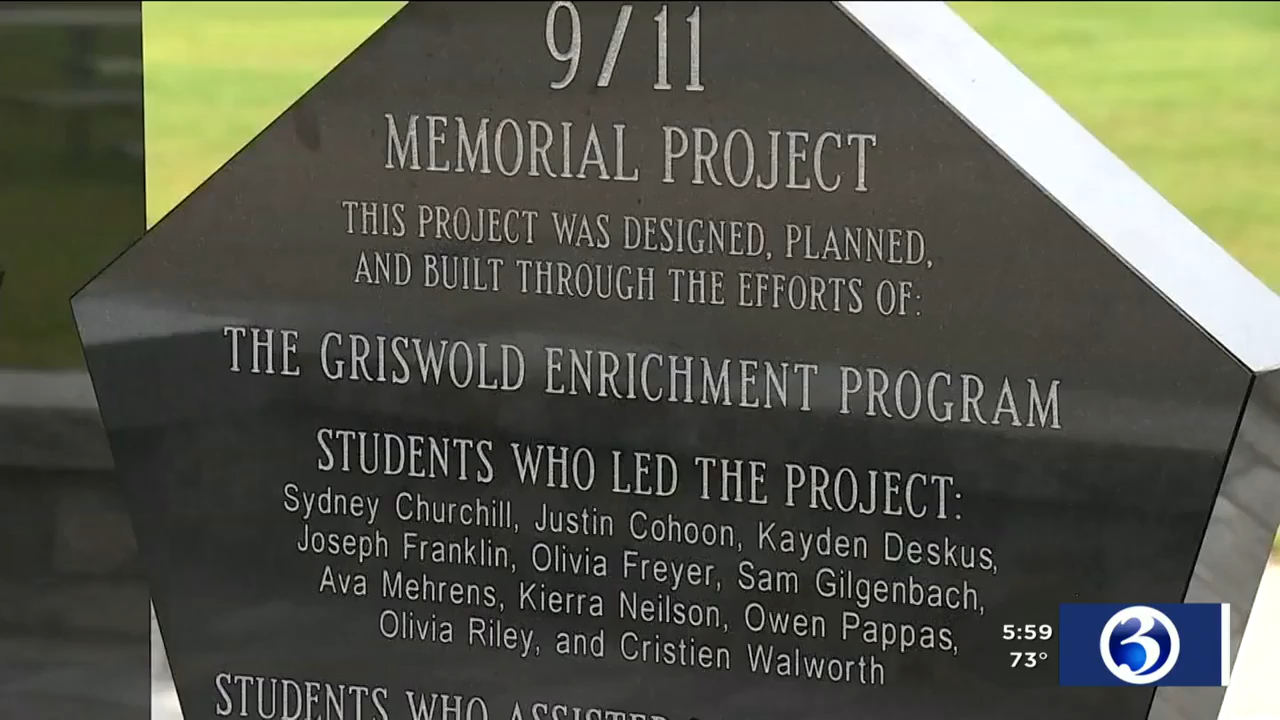 9/11
MEMORIAL PROJECT
THIS PROJECT WAS DESIGNED, PLANNED,
AND BUILT THROUGH THE EFFORTS OF:
THE GRISWOLD ENRICHMENT PROGRAM
STUDENTS WHO LED THE PROJECT:
Sydney Churchill, Justin Cohoon, Kayden Deskus,
Joseph Franklin, Olivia Freyer, Sam Gilgenbach,
Ava Mehrens, Kierra Neilson, Owen Pappas,
Olivia Riley, and Cristien Walworth
STUDENTS WHO ASSISTED
5:59
73°
3